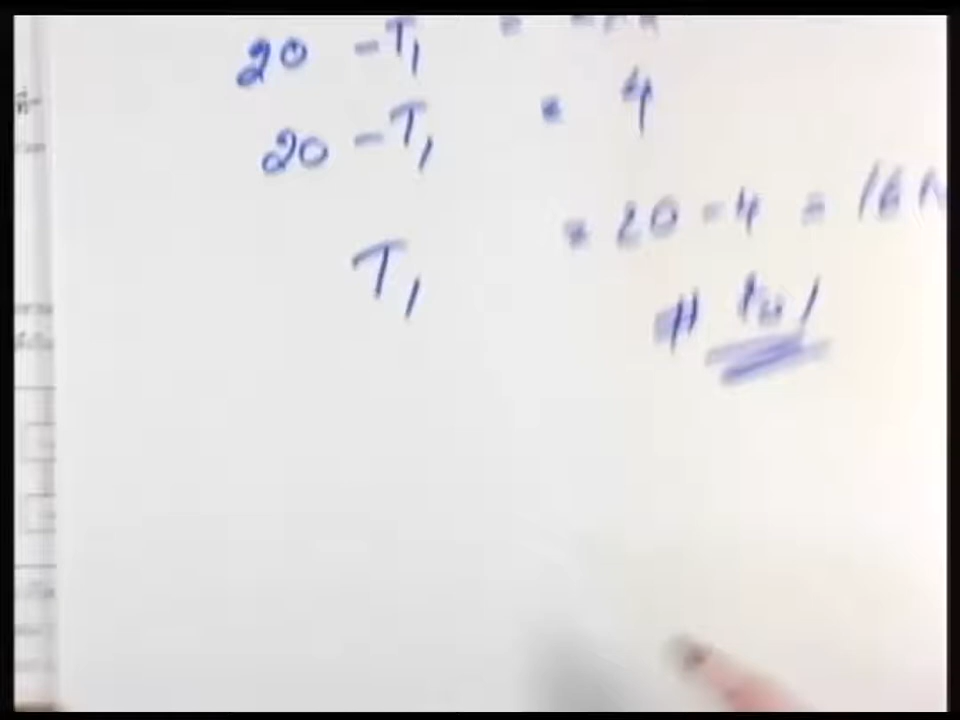 20 - T₁ =
20 - T₁ = 4
T₁ = 20 - 4 = 16 N
#